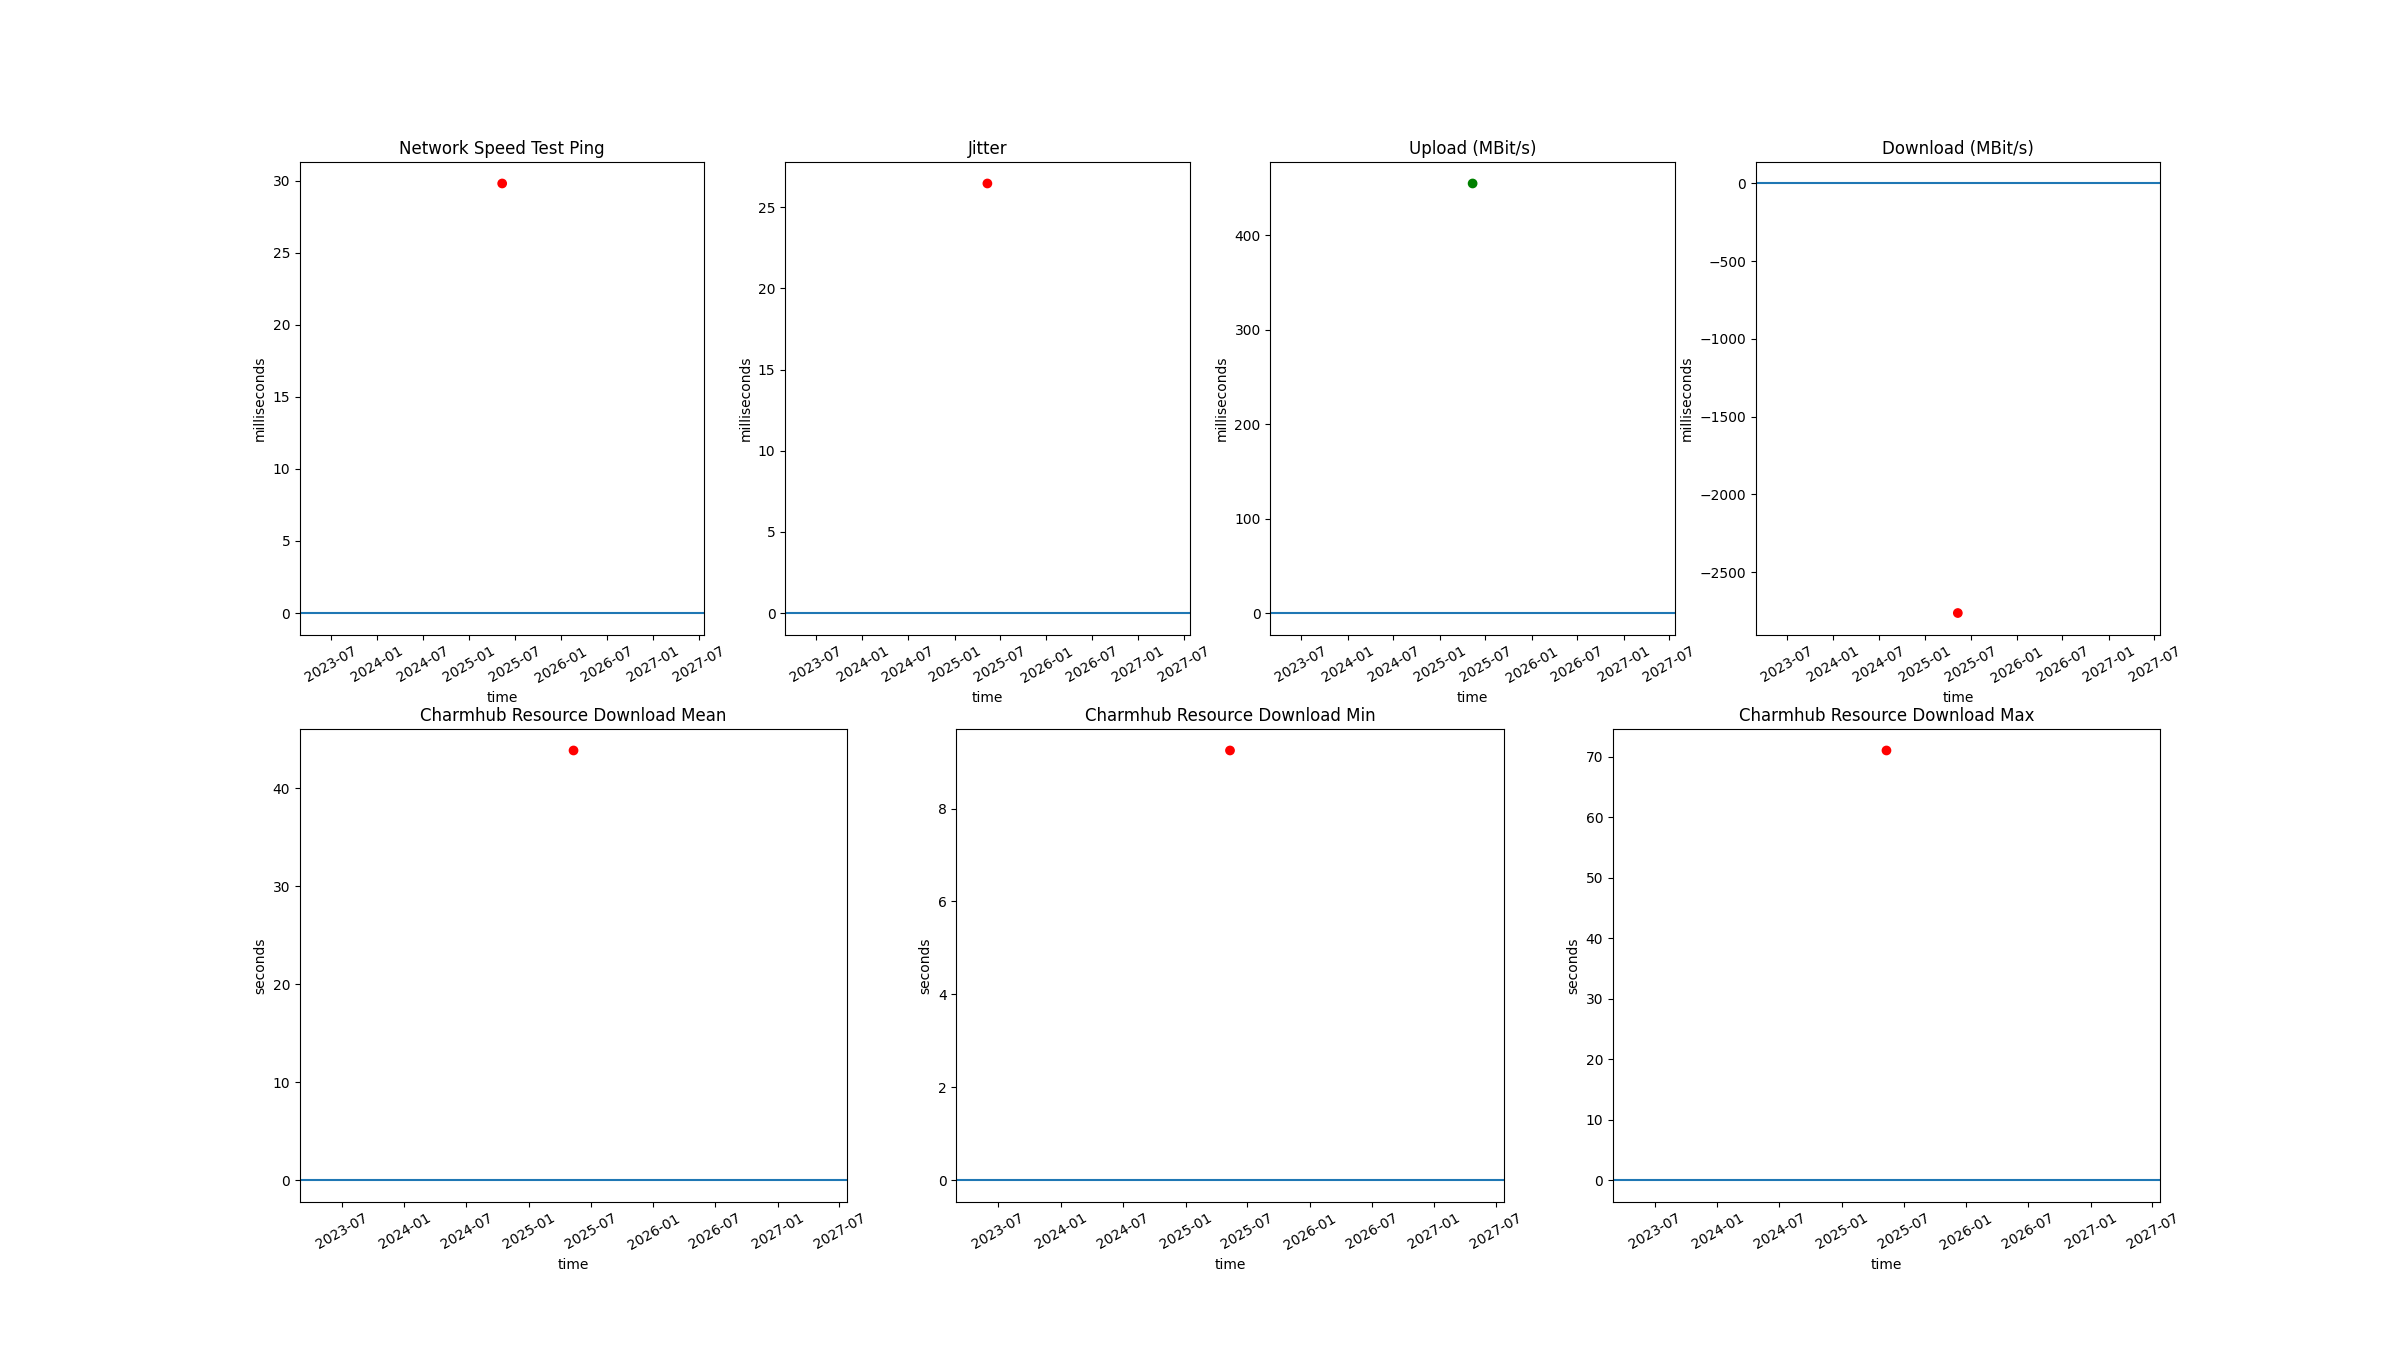 Network Speed Test Ping
30
25
20
15
10
5
0
milliseconds
2023-07 2024-01 2024-07 2025-01 2025-07 2026-01 2026-07 2027-01 2027-07
time
Jitter
25
20
15
10
5
0
milliseconds
2023-07 2024-01 2024-07 2025-01 2025-07 2026-01 2026-07 2027-01 2027-07
time
Upload (MBit/s)
400
300
200
100
0
milliseconds
2023-07 2024-01 2024-07 2025-01 2025-07 2026-01 2026-07 2027-01 2027-07
time
Download (MBit/s)
0
−500
−1000
−1500
−2000
−2500
milliseconds
2023-07 2024-01 2024-07 2025-01 2025-07 2026-01 2026-07 2027-01 2027-07
time
Charmhub Resource Download Mean
40
30
20
10
0
seconds
2023-07 2024-01 2024-07 2025-01 2025-07 2026-01 2026-07 2027-01 2027-07
time
Charmhub Resource Download Min
8
6
4
2
0
seconds
2023-07 2024-01 2024-07 2025-01 2025-07 2026-01 2026-07 2027-01 2027-07
time
Charmhub Resource Download Max
70
60
50
40
30
20
10
0
seconds
2023-07 2024-01 2024-07 2025-01 2025-07 2026-01 2026-07 2027-01 2027-07
time